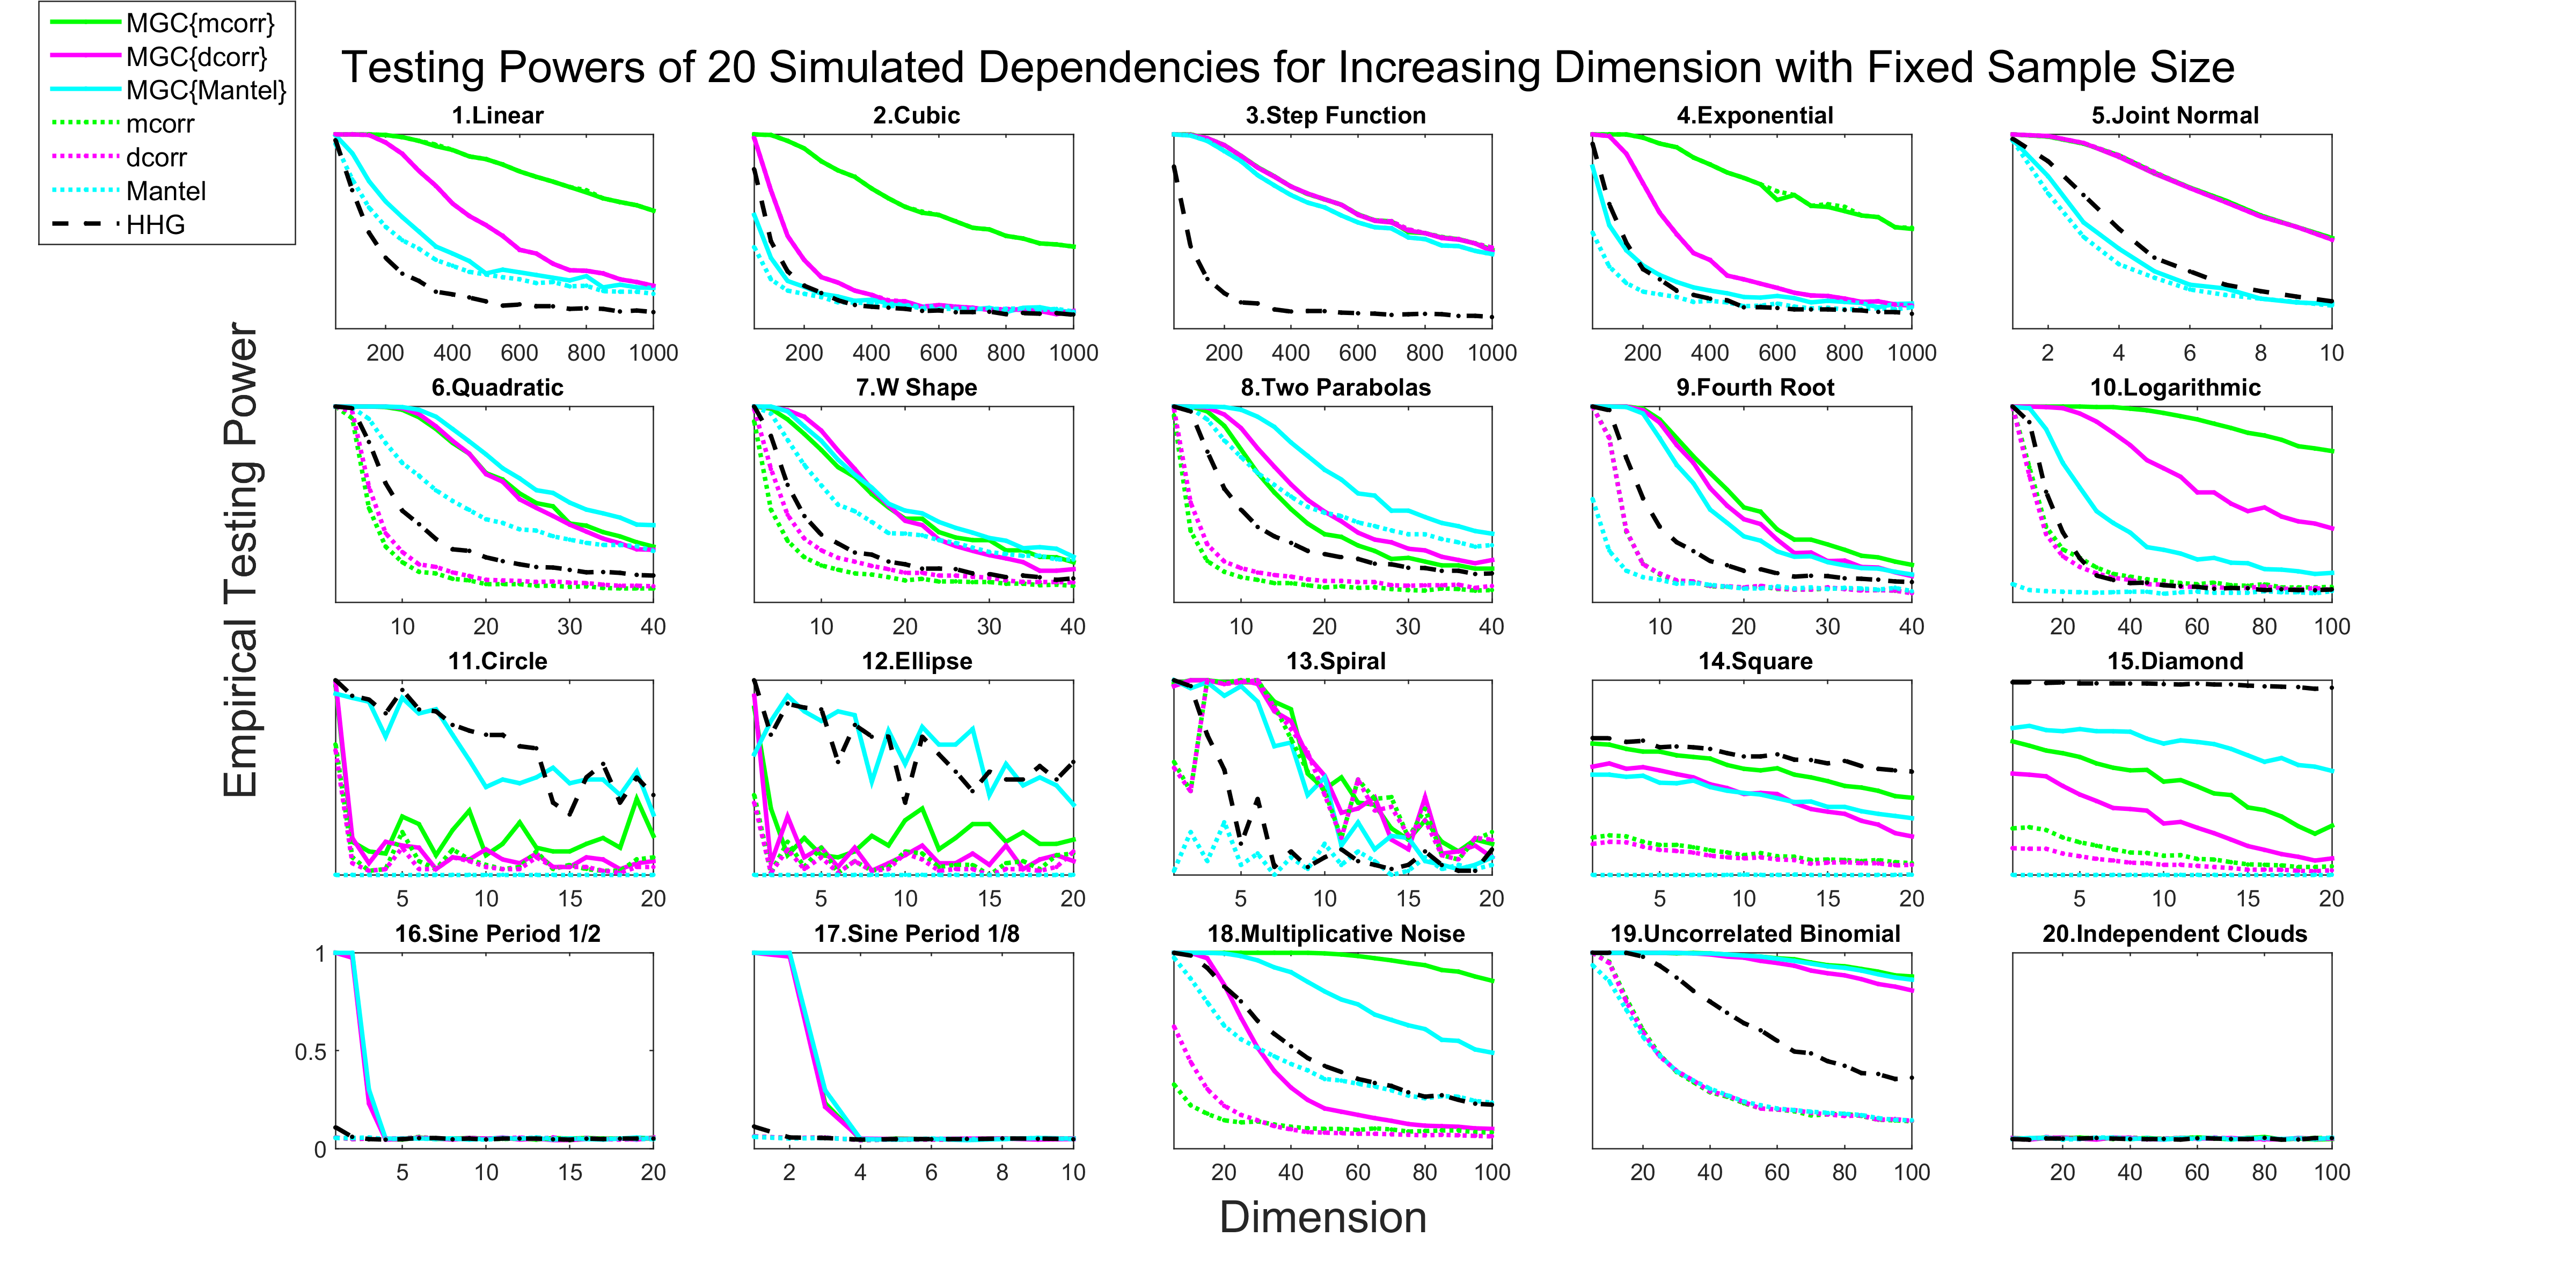 MGC{mcorr}
MGC{dcorr}
MGC{Mantel}
mcorr
dcorr
Mantel
HHG
Testing Powers of 20 Simulated Dependencies for Increasing Dimension with Fixed Sample Size
1.Linear 2.Cubic 3.Step Function 4.Exponential 5.Joint Normal
200 400 600 800 1000 200 400 600 800 1000 200 400 600 800 1000 200 400 600 800 1000 2 4 6 8 10
6.Quadratic 7.W Shape 8.Two Parabolas 9.Fourth Root 10.Logarithmic
10 20 30 40 10 20 30 40 10 20 30 40 10 20 30 40 20 40 60 80 100
Empirical Testing Power
11.Circle 12.Ellipse 13.Spiral 14.Square 15.Diamond
5 10 15 20 5 10 15 20 5 10 15 20 5 10 15 20 5 10 15 20
16.Sine Period 1/2 17.Sine Period 1/8 18.Multiplicative Noise 19.Uncorrelated Binomial 20.Independent Clouds
1
0.5
0
5 10 15 20 2 4 6 8 10 20 40 60 80 100 20 40 60 80 100 20 40 60 80 100
Dimension